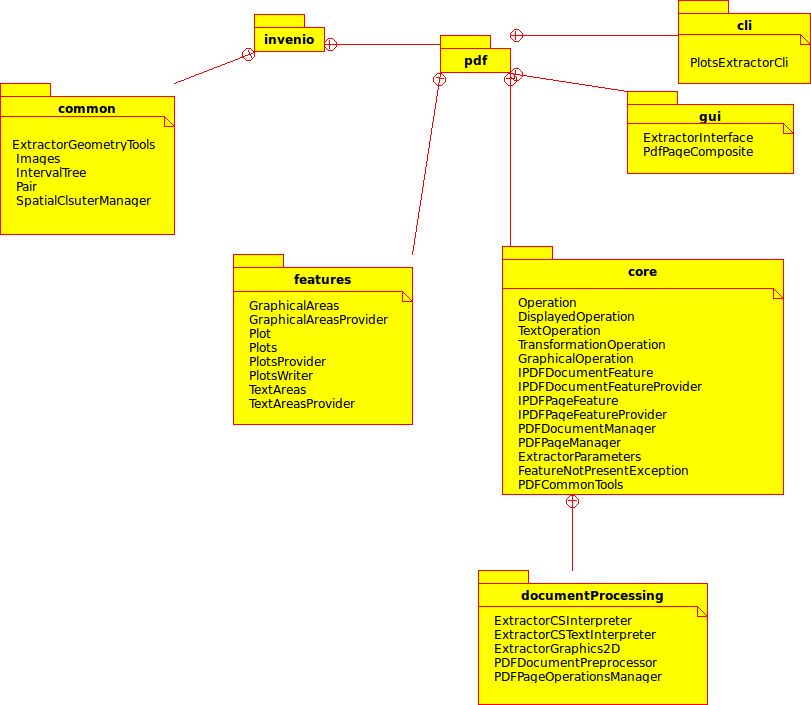 invenio
pdf
cli
PlotsExtractorCli
common
ExtractorGeometryTools
Images
IntervalTree
Pair
SpatialClsuterManager
gui
ExtractorInterface
PdfPageComposite
features
GraphicalAreas
GraphicalAreasProvider
Plot
Plots
PlotsProvider
PlotsWriter
TextAreas
TextAreasProvider
core
Operation
DisplayedOperation
TextOperation
TransformationOperation
GraphicalOperation
IPDFDocumentFeature
IPDFDocumentFeatureProvider
IPDFPageFeature
IPDFPageFeatureProvider
PDFDocumentManager
PDFPageManager
ExtractorParameters
FeatureNotPresentException
PDFCommonTools
documentProcessing
ExtractorCSInterpreter
ExtractorCSTextInterpreter
ExtractorGraphics2D
PDFDocumentPreprocessor
PDFPageOperationsManager